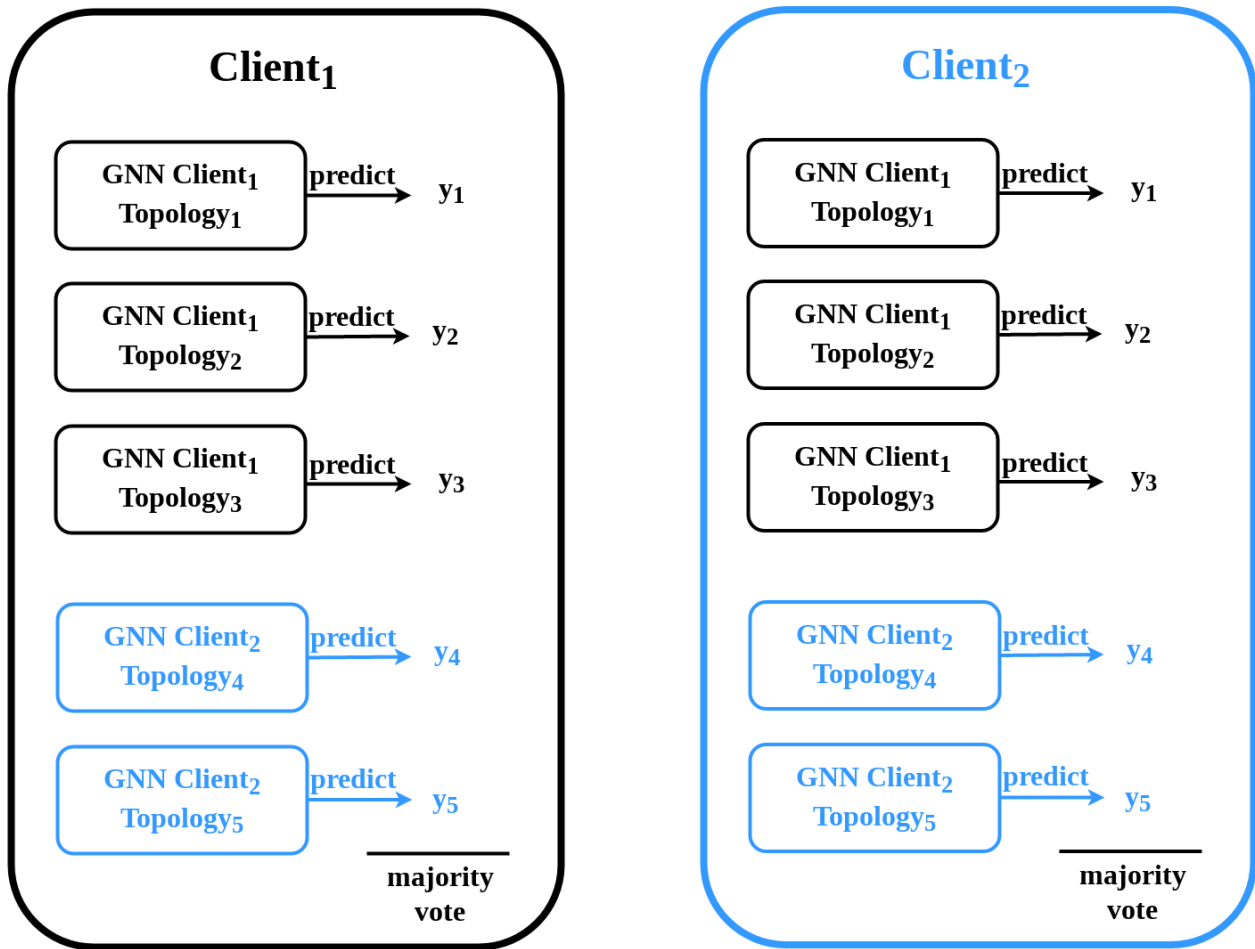 Client₁
GNN Client₁
Topology₁
predict
y₁
GNN Client₁
Topology₂
predict
y₂
GNN Client₁
Topology₃
predict
y₃
GNN Client₂
Topology₄
predict
y₄
GNN Client₂
Topology₅
predict
y₅
majority
vote
Client₂
GNN Client₁
Topology₁
predict
y₁
GNN Client₁
Topology₂
predict
y₂
GNN Client₁
Topology₃
predict
y₃
GNN Client₂
Topology₄
predict
y₄
GNN Client₂
Topology₅
predict
y₅
majority
vote